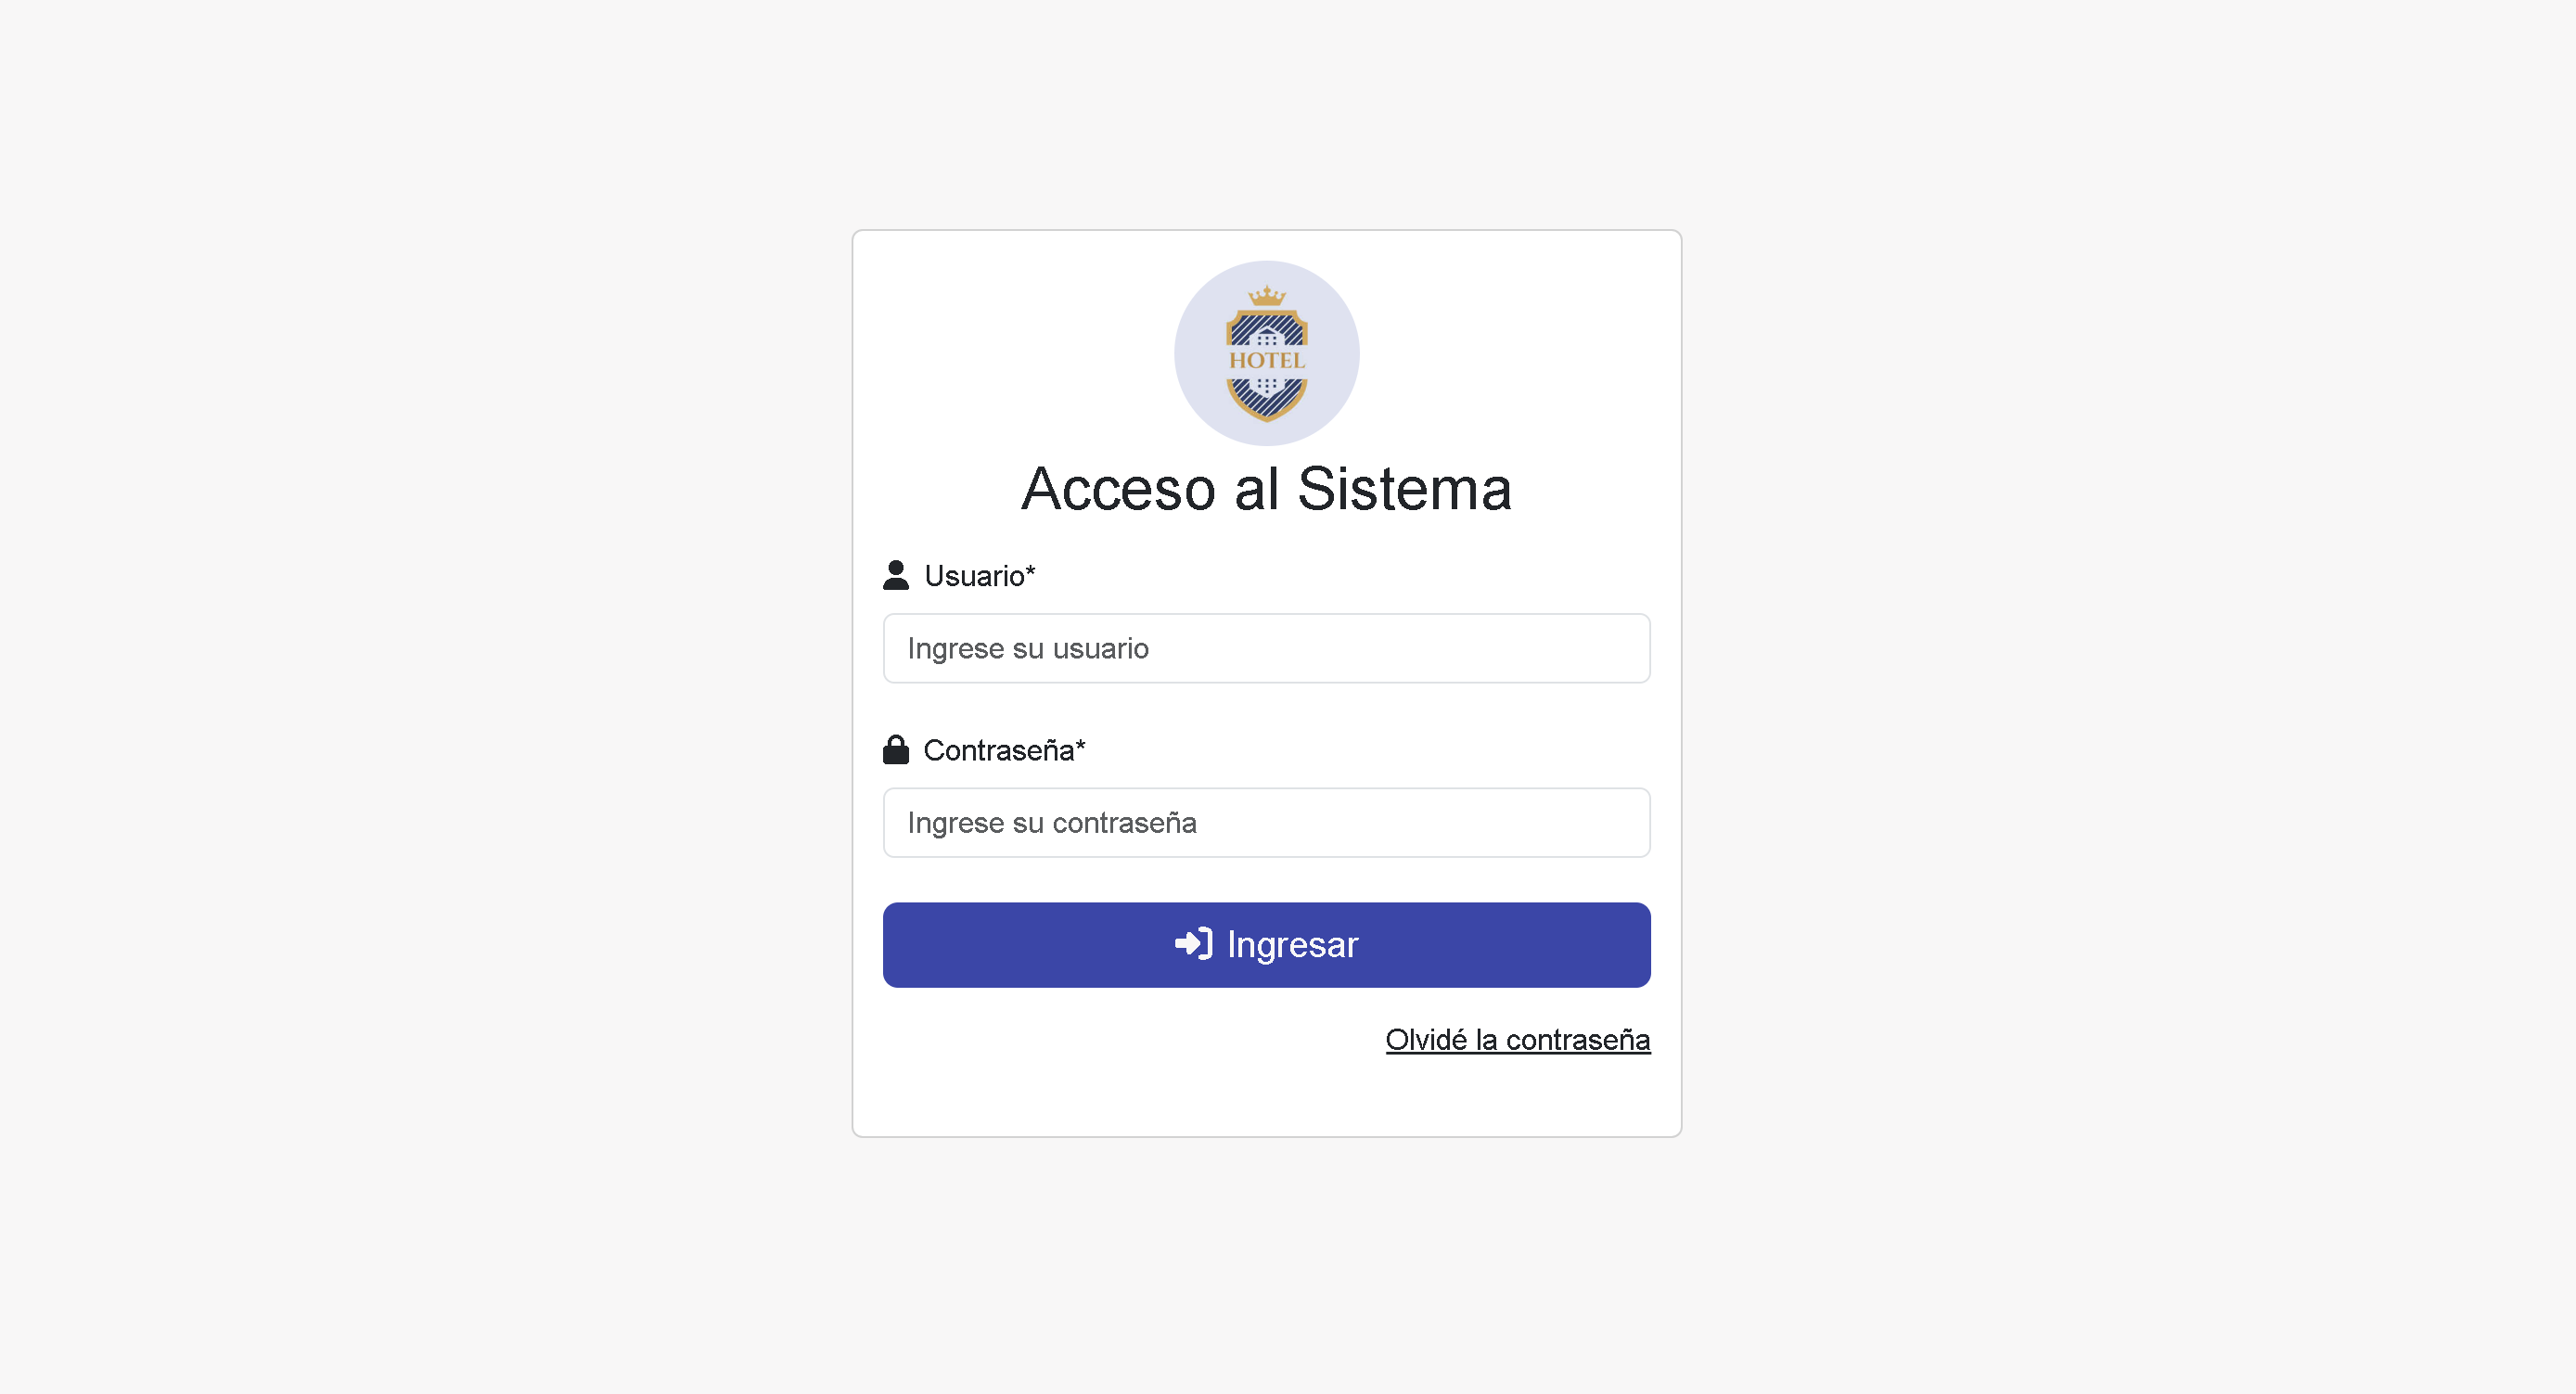 HOTEL
Acceso al Sistema
Usuario*
Ingrese su usuario
Contraseña*
Ingrese su contraseña
Ingresar
Olvidé la contraseña